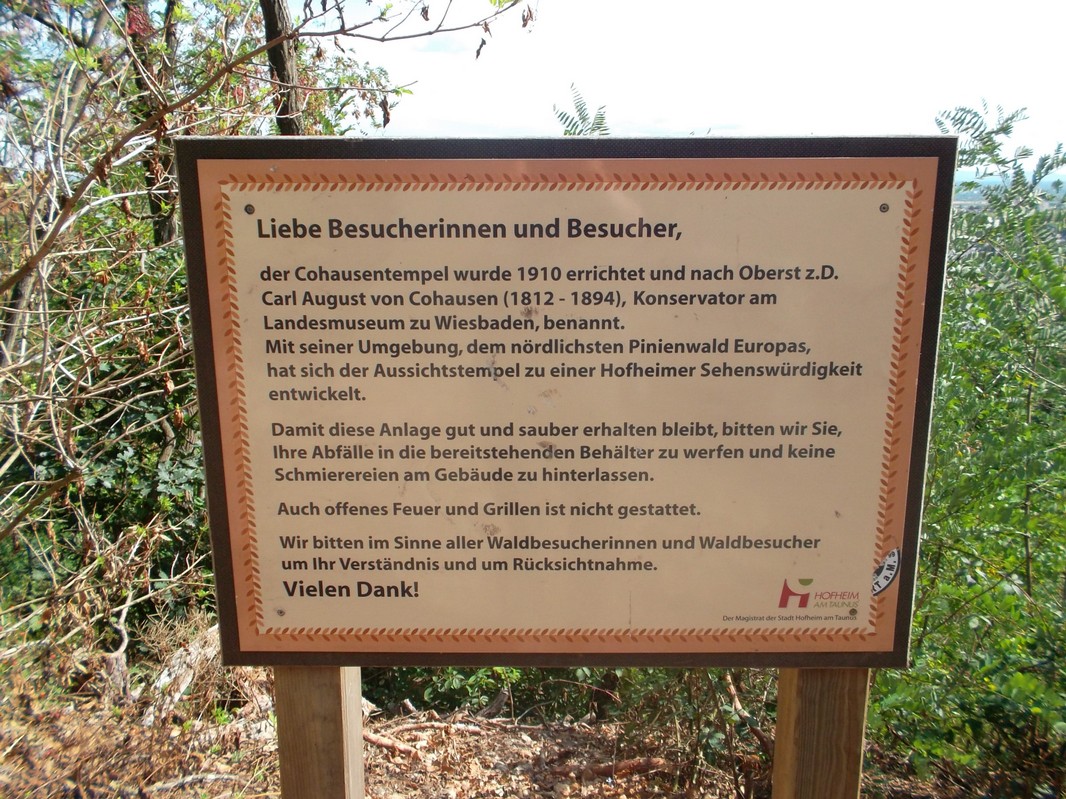 Liebe Besucherinnen und Besucher,
der Cohausentempel wurde 1910 errichtet und nach Oberst z.D.
Carl August von Cohausen (1812 - 1894), Konservator am
Landesmuseum zu Wiesbaden, benannt.
Mit seiner Umgebung, dem nördlichsten Pinienwald Europas,
hat sich der Aussichtstempel zu einer Hofheimer Sehenswürdigkeit
entwickelt.
Damit diese Anlage gut und sauber erhalten bleibt, bitten wir Sie,
Ihre Abfälle in die bereitstehenden Behälter zu werfen und keine
Schmierereien am Gebäude zu hinterlassen.
Auch offenes Feuer und Grillen ist nicht gestattet.
Wir bitten im Sinne aller Waldbesucherinnen und Waldbesucher
um Ihr Verständnis und um Rücksichtnahme.
Vielen Dank!
HOFHEIM
AM TAUNUS
Der Magistrat der Stadt Hofheim am Taunus
a.M.